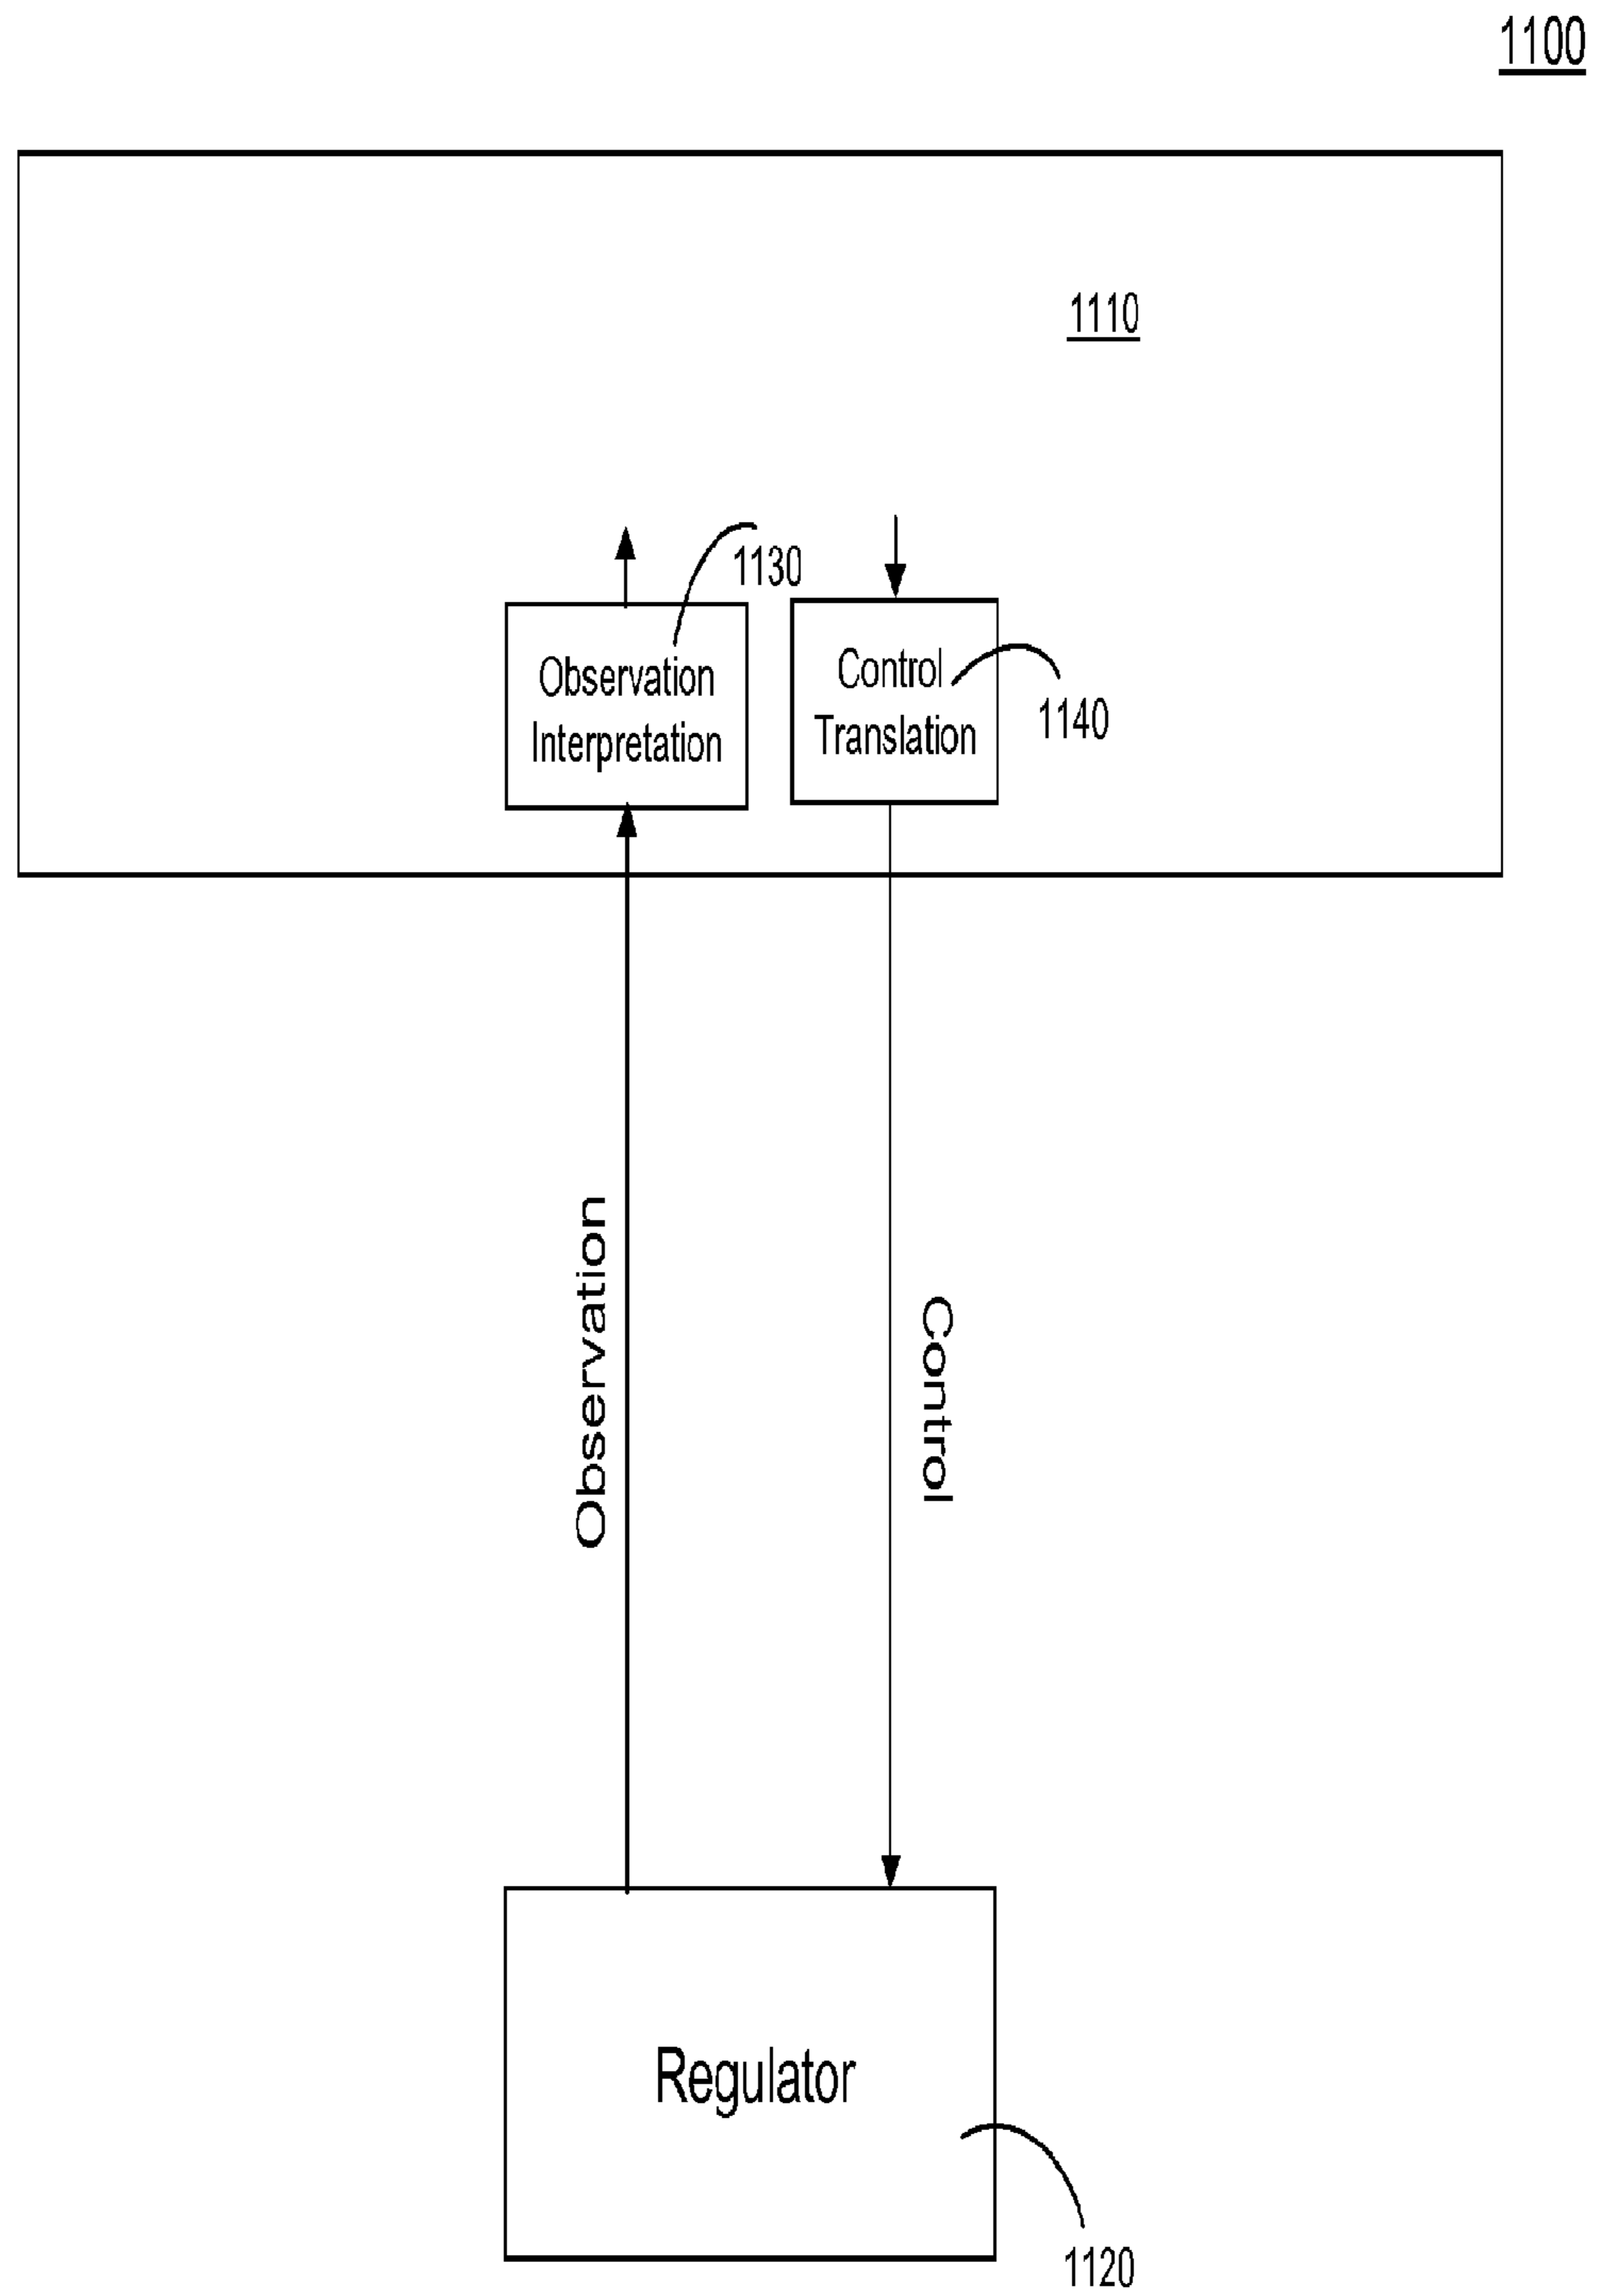 1100
1110
1130
Observation
Interpretation
Control
Translation
1140
Observation
Control
Regulator
1120